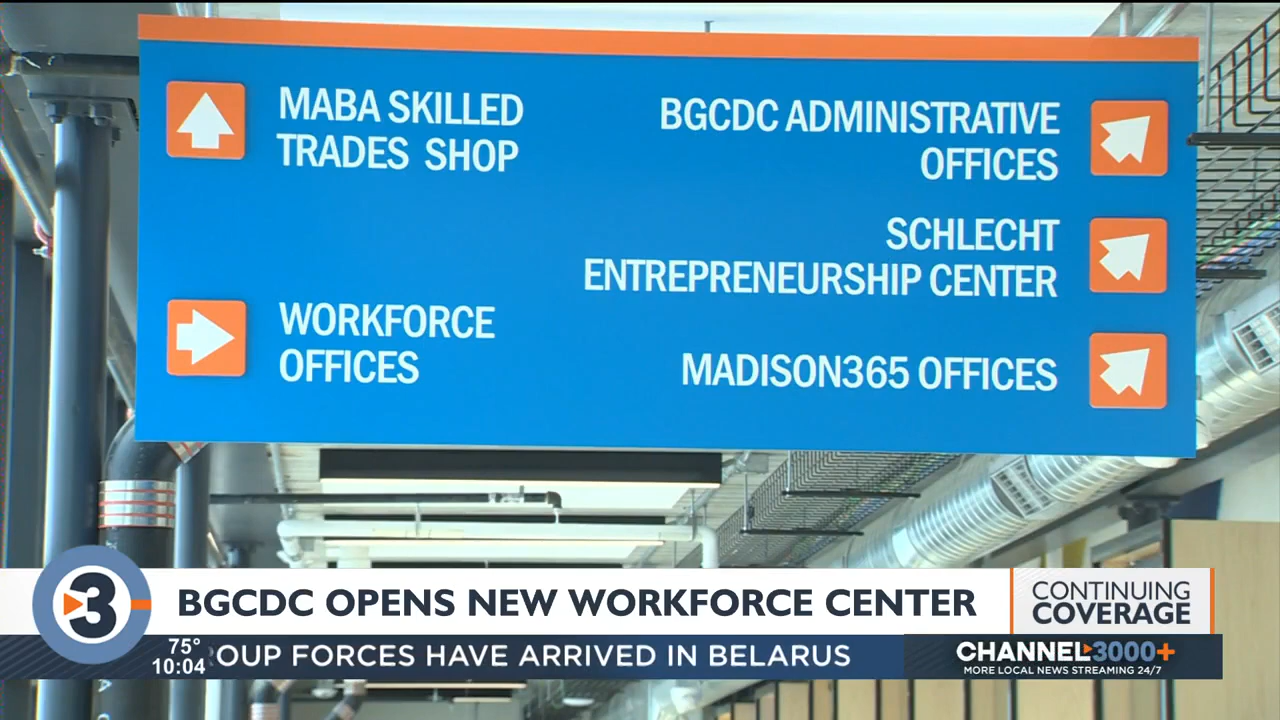 MABA SKILLED
TRADES SHOP
WORKFORCE
OFFICES
BGCDC ADMINISTRATIVE
OFFICES
SCHLECHT
ENTREPRENEURSHIP CENTER
MADISON365 OFFICES
3
BGCDC OPENS NEW WORKFORCE CENTER
CONTINUING
COVERAGE
75°
10:04
OUP FORCES HAVE ARRIVED IN BELARUS
CHANNEL3000+
MORE LOCAL NEWS STREAMING 24/7